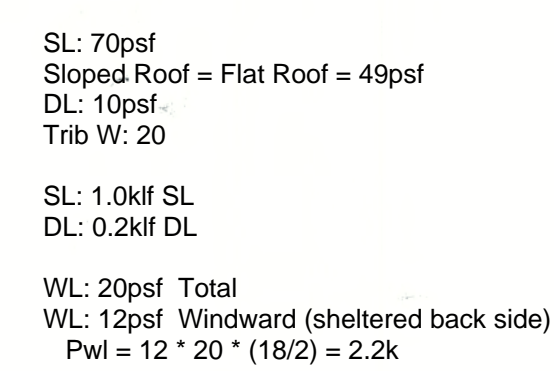 SL: 70psf
Sloped Roof = Flat Roof = 49psf
DL: 10psf
Trib W: 20
SL: 1.0klf SL
DL: 0.2klf DL
WL: 20psf Total
WL: 12psf Windward (sheltered back side)
Pwl = 12 * 20 * (18/2) = 2.2k